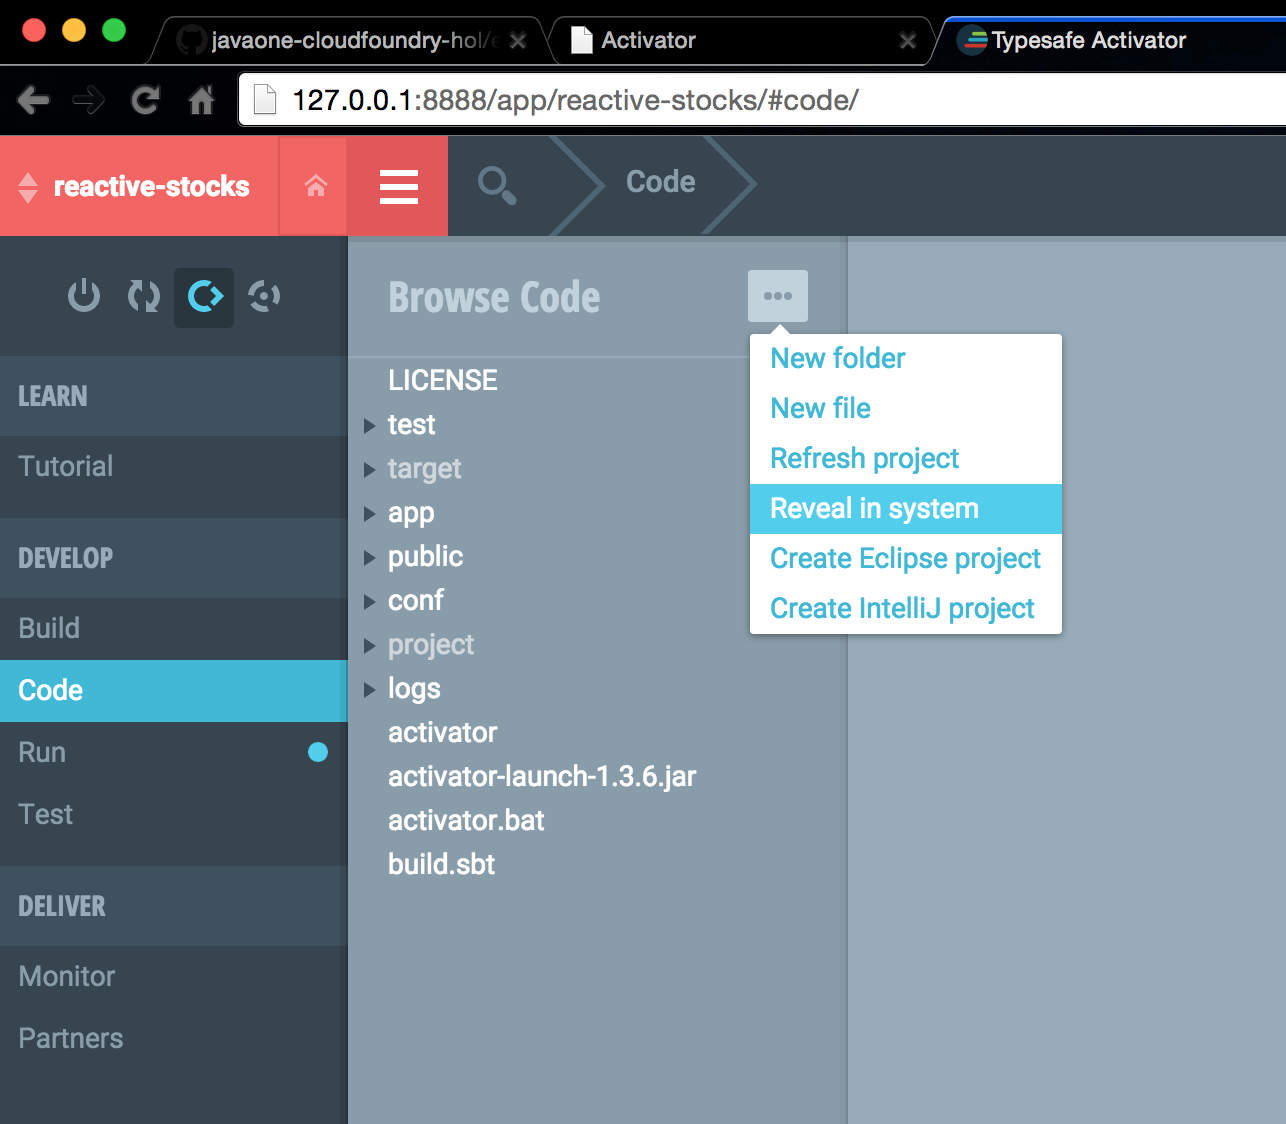 javaone-cloudfoundry-hol/e
Activator
Typesafe Activator
127.0.0.1:8888/app/reactive-stocks/#code/
reactive-stocks
Code
LEARN
Tutorial
DEVELOP
Build
Code
Run
Test
DELIVER
Monitor
Partners
Browse Code
LICENSE
test
target
app
public
conf
project
logs
activator
activator-launch-1.3.6.jar
activator.bat
build.sbt
New folder
New file
Refresh project
Reveal in system
Create Eclipse project
Create IntelliJ project